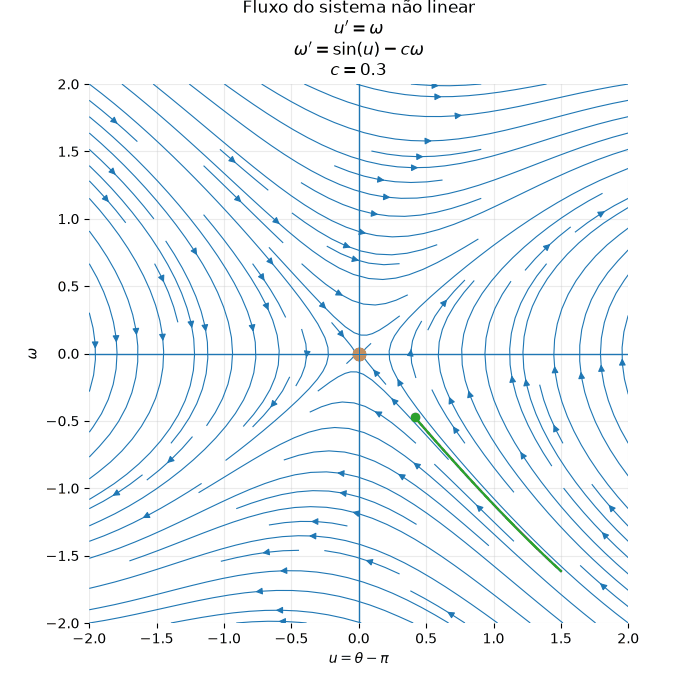 Fluxo do sistema não linear
u′ = ω
ω′ = sin(u) − cω
c = 0.3
2.0
1.5
1.0
0.5
0.0
−0.5
−1.0
−1.5
−2.0
ω
−2.0 −1.5 −1.0 −0.5 0.0 0.5 1.0 1.5 2.0
u = θ − π